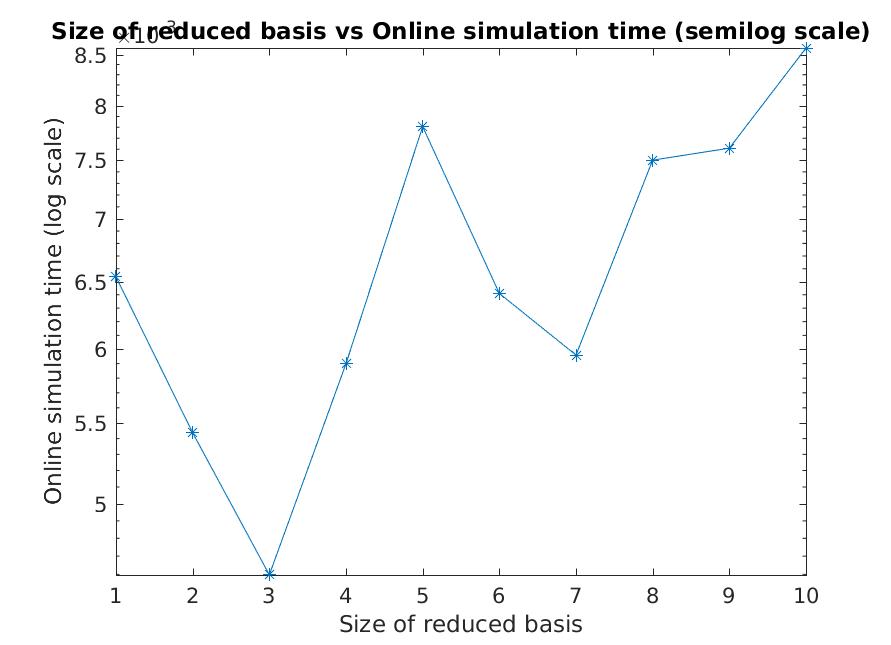 Size of reduced basis vs Online simulation time (semilog scale)
×10-3
8.5
8
7.5
7
6.5
6
5.5
5
Online simulation time (log scale)
1 2 3 4 5 6 7 8 9 10
Size of reduced basis